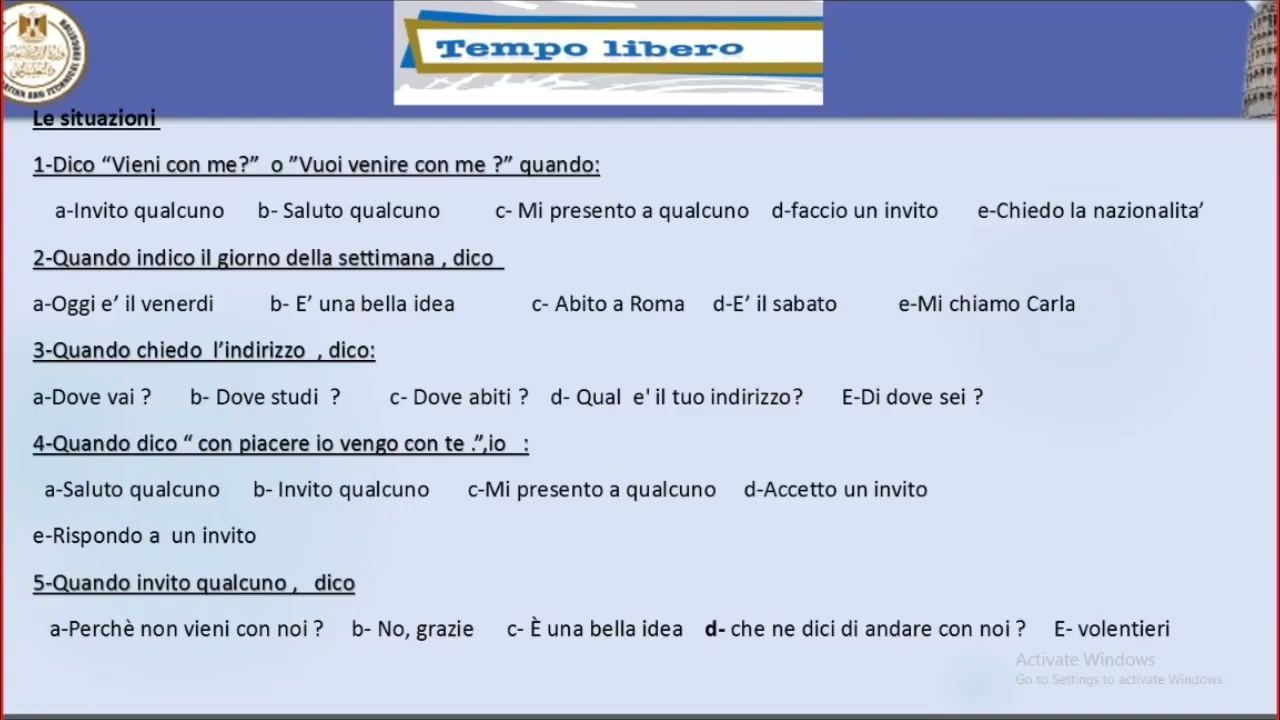 Tempo libero
Le situazioni
1-Dico “Vieni con me?” o ”Vuoi venire con me ?” quando:
a-Invito qualcuno b- Saluto qualcuno c- Mi presento a qualcuno d-faccio un invito e-Chiedo la nazionalita’
2-Quando indico il giorno della settimana , dico
a-Oggi e’ il venerdi b- E’ una bella idea c- Abito a Roma d-E’ il sabato e-Mi chiamo Carla
3-Quando chiedo l’indirizzo , dico:
a-Dove vai ? b- Dove studi ? c- Dove abiti ? d- Qual e' il tuo indirizzo? E-Di dove sei ?
4-Quando dico “ con piacere io vengo con te .”,io :
a-Saluto qualcuno b- Invito qualcuno c-Mi presento a qualcuno d-Accetto un invito
e-Rispondo a un invito
5-Quando invito qualcuno , dico
a-Perchè non vieni con noi ? b- No, grazie c- È una bella idea d- che ne dici di andare con noi ? E- volentieri
Activate Windows
Go to Settings to activate Windows.